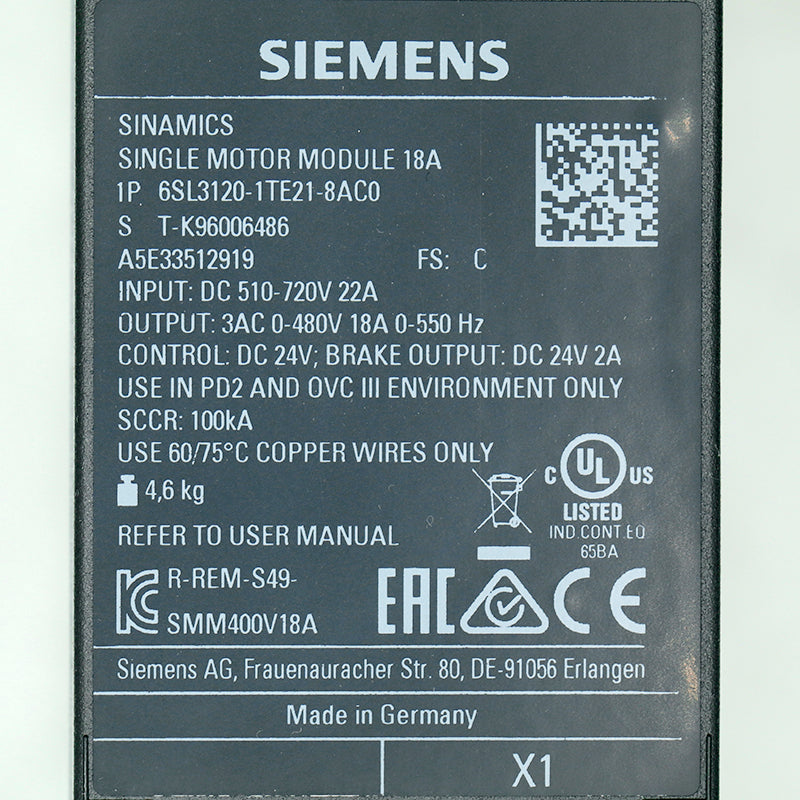 SIEMENS
SINAMICS
SINGLE MOTOR MODULE 18A
1P 6SL3120-1TE21-8AC0
S T-K96006486
A5E33512919 FS: C
INPUT: DC 510-720V 22A
OUTPUT: 3AC 0-480V 18A 0-550 Hz
CONTROL: DC 24V; BRAKE OUTPUT: DC 24V 2A
USE IN PD2 AND OVC III ENVIRONMENT ONLY
SCCR: 100kA
USE 60/75°C COPPER WIRES ONLY
4,6 kg
C UL US
LISTED
IND.CONT.EQ
65BA
REFER TO USER MANUAL
R-REM-S49-
SMM400V18A
EAC CE
Siemens AG, Frauenauracher Str. 80, DE-91056 Erlangen
Made in Germany
X1